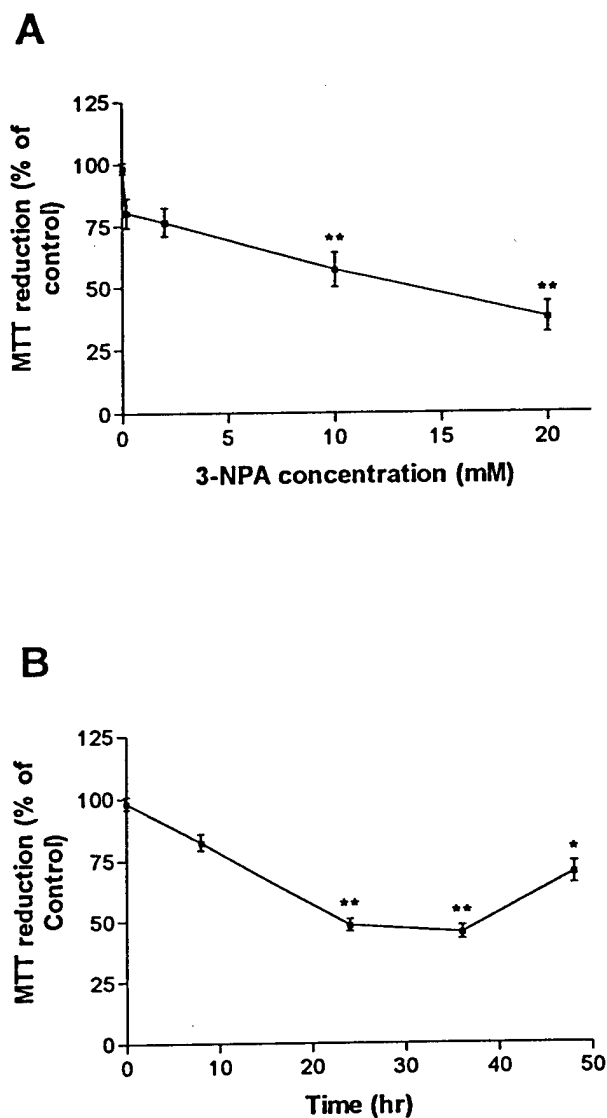 A
MTT reduction (% of
control)
125
100
75
50
25
0
**
**
0 5 10 15 20
3-NPA concentration (mM)
B
MTT reduction (% of
Control)
125
100
75
50
25
0
**
**
*
0 10 20 30 40 50
Time (hr)